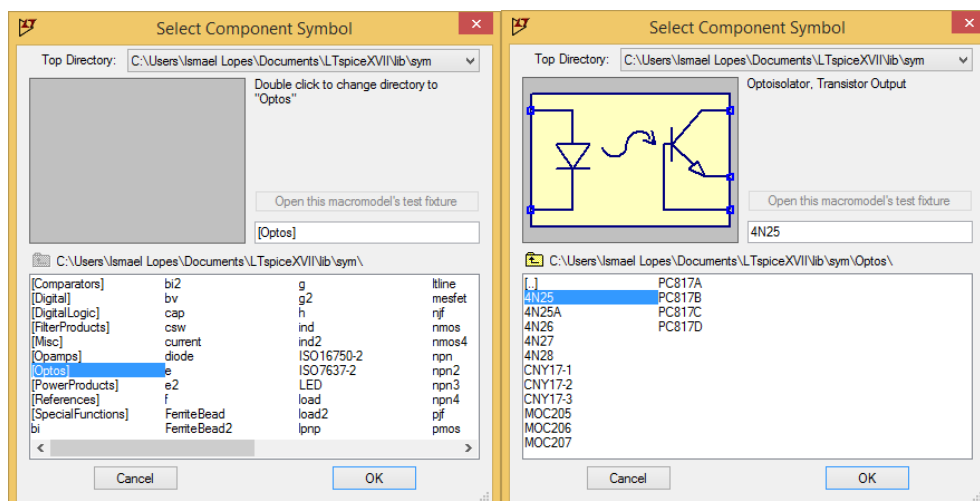 Select Component Symbol
Top Directory: C:\Users\Ismael Lopes\Documents\LTspiceXVII\lib\sym
Double click to change directory to
"Optos"
Open this macromodel's test fixture
[Optos]
C:\Users\Ismael Lopes\Documents\LTspiceXVII\lib\sym\
[Comparators] bi2 g ltline
[Digital] bv g2 mesfet
[DigitalLogic] cap h njf
[FilterProducts] csw ind nmos
[Misc] current ind2 nmos4
[Opamps] diode ISO16750-2 npn
[Optos] e ISO7637-2 npn2
[PowerProducts] e2 LED npn3
[References] f load npn4
[SpecialFunctions] FerriteBead load2 pjf
bi FerriteBead2 lpnp pmos
Cancel OK
Select Component Symbol
Top Directory: C:\Users\Ismael Lopes\Documents\LTspiceXVII\lib\sym
Optoisolator, Transistor Output
Open this macromodel's test fixture
4N25
C:\Users\Ismael Lopes\Documents\LTspiceXVII\lib\sym\Optos\
[..] PC817A
4N25 PC817B
4N25A PC817C
4N26 PC817D
4N27
4N28
CNY17-1
CNY17-2
CNY17-3
MOC205
MOC206
MOC207
Cancel OK